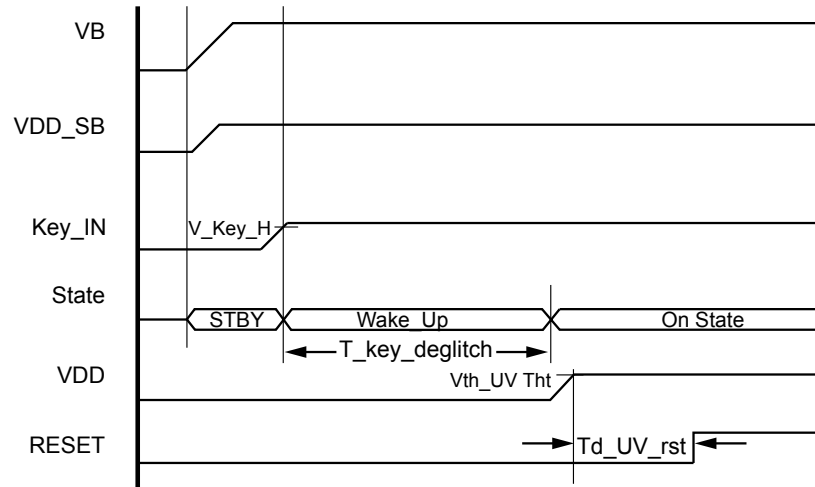 VB
VDD_SB
Key_IN
V_Key_H
State
STBY
Wake_Up
On State
T_key_deglitch
VDD
Vth_UV Tht
RESET
Td_UV_rst